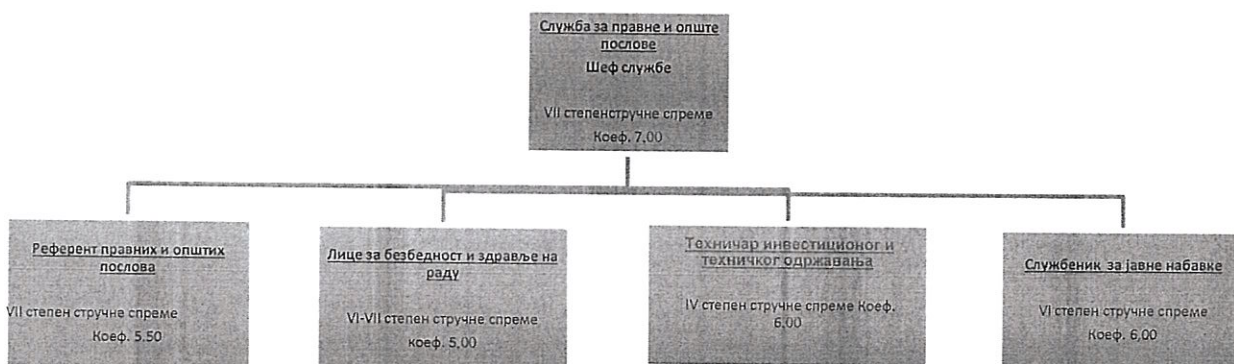 Служба за правне и опште
послове
Шеф службе
VII степенстручне спреме
Коеф. 7,00
Референт правних и општих
послова
VII степен стручне спреме
Коеф. 5.50
Лице за безбедност и здравље на
раду
VI-VII степен стручне спреме
коеф. 5,00
Техничар инвестиционог и
техничког одржавања
IV степен стручне спреме Коеф.
6,00
Службеник за јавне набавке
VI степен стручне спреме
Коеф. 6,00